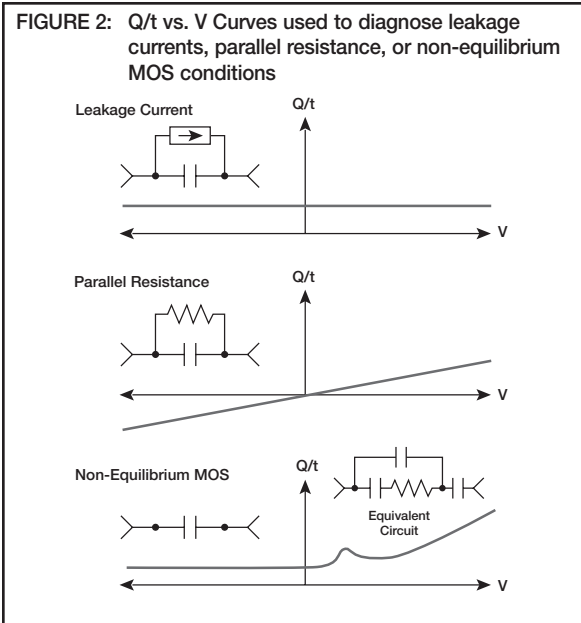 FIGURE 2: Q/t vs. V Curves used to diagnose leakage
currents, parallel resistance, or non-equilibrium
MOS conditions
Leakage Current
Q/t
V
Parallel Resistance
Q/t
V
Non-Equilibrium MOS
Q/t
Equivalent
Circuit
V